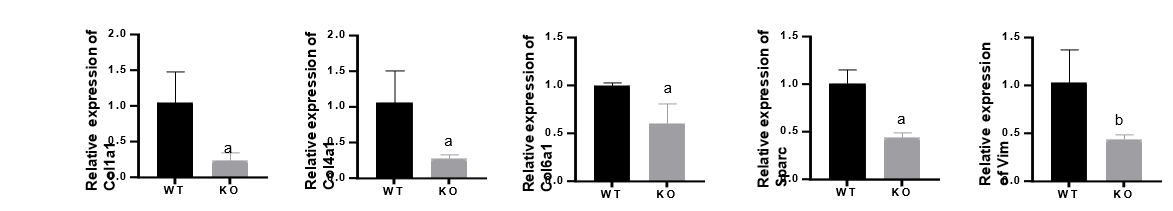 Relative expression of
Col1a1
2.0
1.5
1.0
0.5
0.0
a
WT KO
Relative expression of
Col4a1
2.0
1.5
1.0
0.5
0.0
a
WT KO
Relative expression of
Col6a1
1.5
1.0
0.5
0.0
a
WT KO
Relative expression of
Sparc
1.5
1.0
0.5
0.0
a
WT KO
Relative expression
of Vim
1.5
1.0
0.5
0.0
b
WT KO